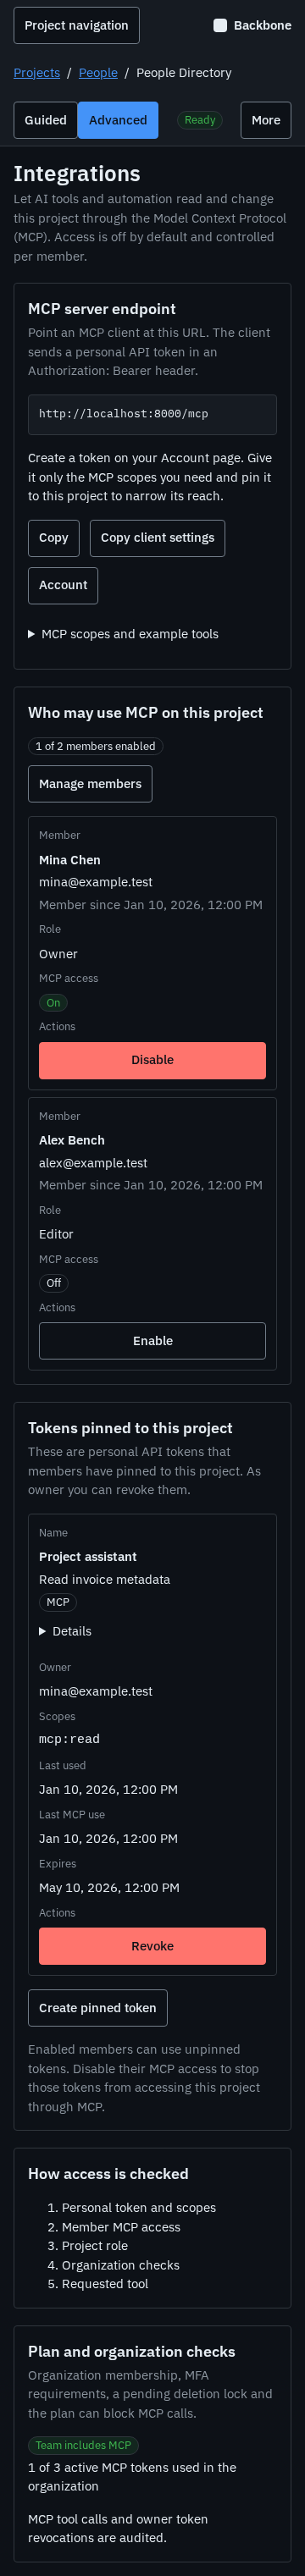 Project navigation
Backbone
Projects / People / People Directory
Guided Advanced Ready More
Integrations
Let AI tools and automation read and change
this project through the Model Context Protocol
(MCP). Access is off by default and controlled
per member.
MCP server endpoint
Point an MCP client at this URL. The client
sends a personal API token in an
Authorization: Bearer header.
http://localhost:8000/mcp
Create a token on your Account page. Give
it only the MCP scopes you need and pin it
to this project to narrow its reach.
Copy Copy client settings
Account
MCP scopes and example tools
Who may use MCP on this project
1 of 2 members enabled
Manage members
Member
Mina Chen
mina@example.test
Member since Jan 10, 2026, 12:00 PM
Role
Owner
MCP access
On
Actions
Disable
Member
Alex Bench
alex@example.test
Member since Jan 10, 2026, 12:00 PM
Role
Editor
MCP access
Off
Actions
Enable
Tokens pinned to this project
These are personal API tokens that
members have pinned to this project. As
owner you can revoke them.
Name
Project assistant
Read invoice metadata
MCP
Details
Owner
mina@example.test
Scopes
mcp:read
Last used
Jan 10, 2026, 12:00 PM
Last MCP use
Jan 10, 2026, 12:00 PM
Expires
May 10, 2026, 12:00 PM
Actions
Revoke
Create pinned token
Enabled members can use unpinned
tokens. Disable their MCP access to stop
those tokens from accessing this project
through MCP.
How access is checked
1. Personal token and scopes
2. Member MCP access
3. Project role
4. Organization checks
5. Requested tool
Plan and organization checks
Organization membership, MFA
requirements, a pending deletion lock and
the plan can block MCP calls.
Team includes MCP
1 of 3 active MCP tokens used in the
organization
MCP tool calls and owner token
revocations are audited.